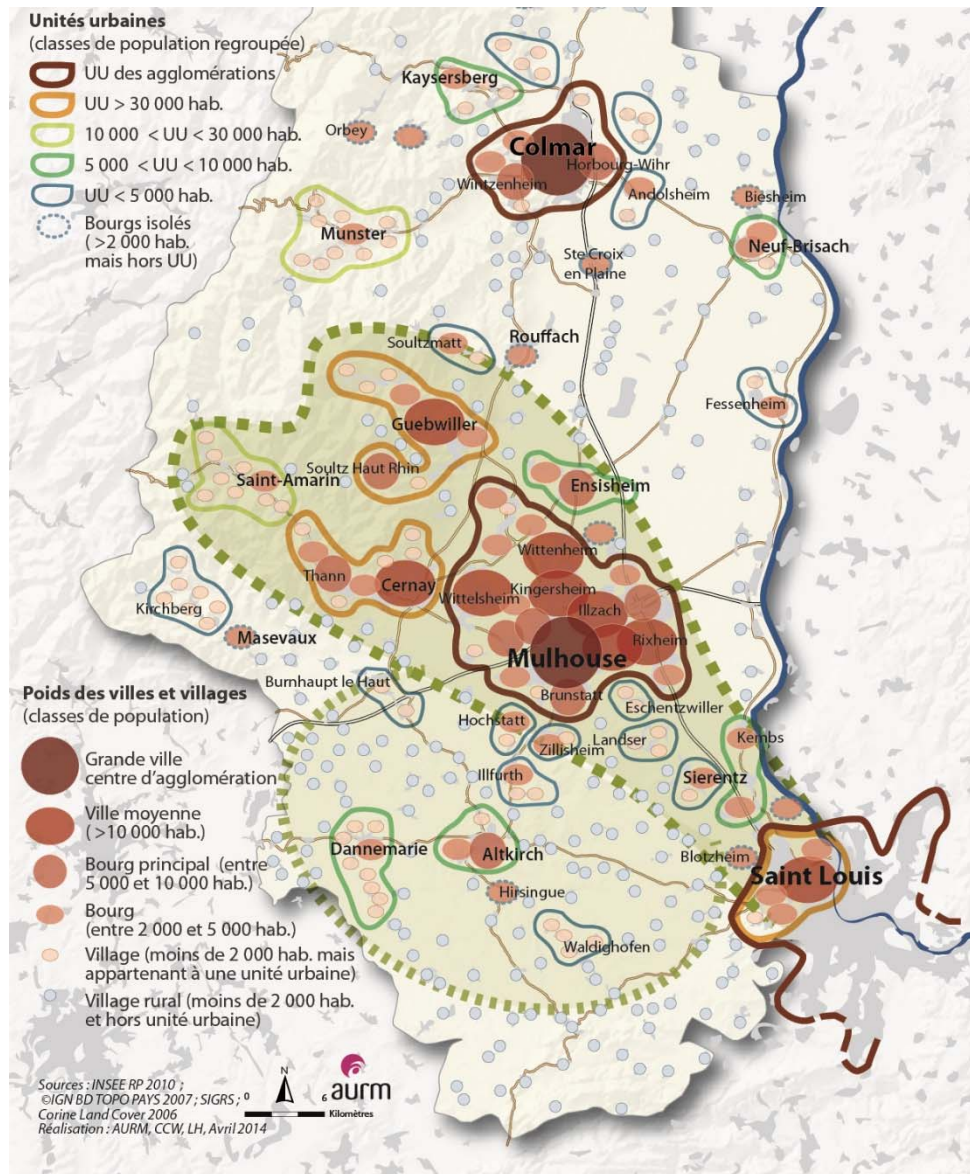 Unités urbaines
(classes de population regroupée)
UU des agglomérations
UU > 30 000 hab.
10 000 < UU < 30 000 hab.
5 000 < UU < 10 000 hab.
UU < 5 000 hab.
Bourgs isolés
(>2 000 hab.
mais hors UU)
Kaysersberg
Orbey
Colmar
Horbourg-Wihr
Wintzenheim
Andolsheim
Biesheim
Munster
Neuf-Brisach
Ste Croix
en Plaine
Rouffach
Soultzmatt
Fessenheim
Guebwiller
Soultz Haut Rhin
Saint-Amarin
Ensisheim
Wittenheim
Thann
Cernay
Wittelsheim
Kingersheim
Illzach
Kirchberg
Masevaux
Rixheim
Mulhouse
Burnhaupt le Haut
Brunstatt
Eschentzwiller
Hochstatt
Zillisheim
Landser
Kembs
Illfurth
Sierentz
Dannemarie
Altkirch
Blotzheim
Saint Louis
Hirsingue
Waldighofen
Poids des villes et villages
(classes de population)
Grande ville
centre d'agglomération
Ville moyenne
(>10 000 hab.)
Bourg principal (entre
5 000 et 10 000 hab.)
Bourg
(entre 2 000 et 5 000 hab.)
Village (moins de 2 000 hab. mais
appartenant à une unité urbaine)
Village rural (moins de 2 000 hab.
et hors unité urbaine)
Sources : INSEE RP 2010 ;
©IGN BD TOPO PAYS 2007 ; SIGRS ;
Corine Land Cover 2006
Réalisation : AURM, CCW, LH, Avril 2014
N
0 6
Kilomètres
aurm